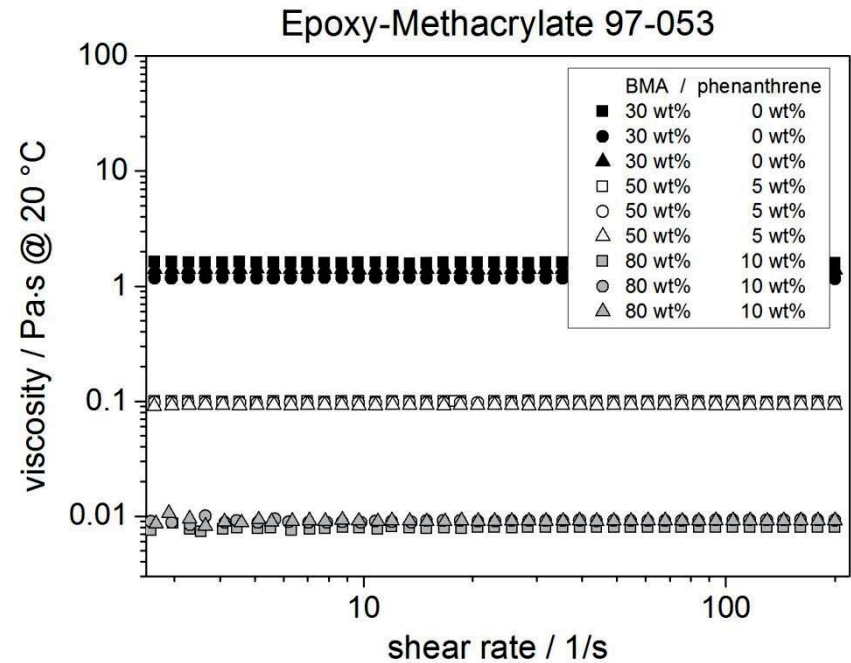 Epoxy-Methacrylate 97-053
100
10
1
0.1
0.01
viscosity / Pa·s @ 20 °C
BMA / phenanthrene
30 wt% 0 wt%
30 wt% 0 wt%
30 wt% 0 wt%
50 wt% 5 wt%
50 wt% 5 wt%
50 wt% 5 wt%
80 wt% 10 wt%
80 wt% 10 wt%
80 wt% 10 wt%
10 100
shear rate / 1/s